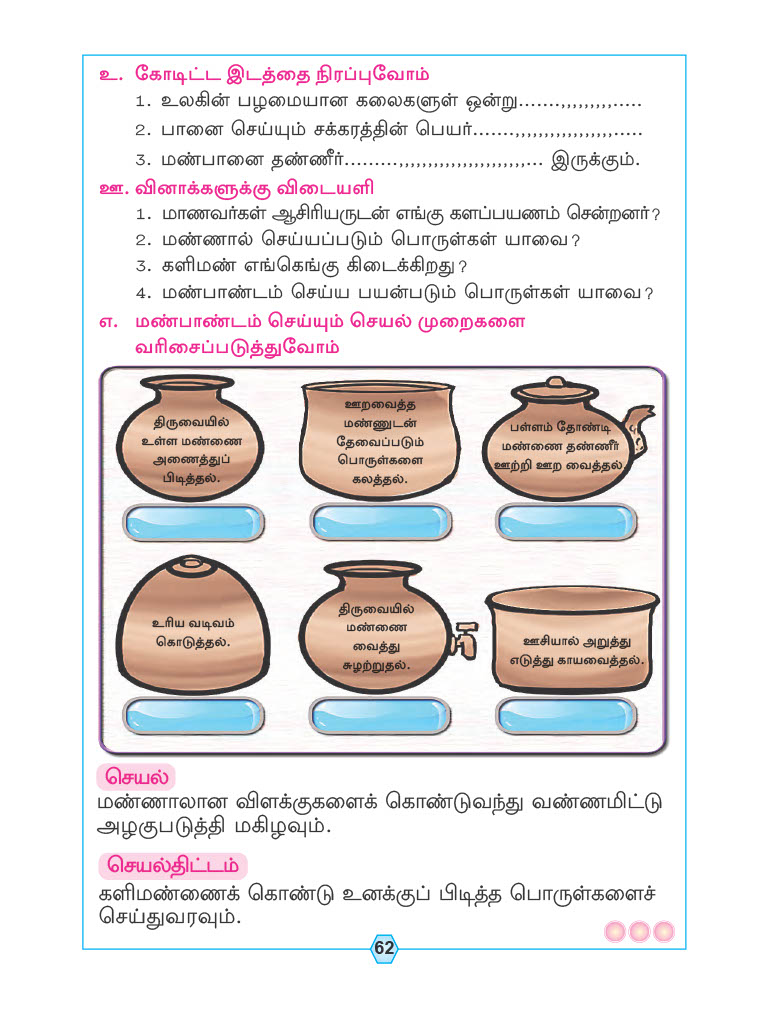 உ. கோடிட்ட இடத்தை நிரப்புவோம்
1. உலகின் பழமையான கலைகளுள் ஒன்று.......,,,,,,,,,.....
2. பானை செய்யும் சக்கரத்தின் பெயர்.......,,,,,,,,,,,,,,,,,.....
3. மண்பானை தண்ணீர்.........,,,,,,,,,,,,,,,,,,,,,,... இருக்கும்.
ஊ. வினாக்களுக்கு விடையளி
1. மாணவர்கள் ஆசிரியருடன் எங்கு களப்பயணம் சென்றனர்?
2. மண்ணால் செய்யப்படும் பொருள்கள் யாவை?
3. களிமண் எங்கெங்கு கிடைக்கிறது?
4. மண்பாண்டம் செய்ய பயன்படும் பொருள்கள் யாவை?
எ. மண்பாண்டம் செய்யும் செயல் முறைகளை
வரிசைப்படுத்துவோம்
திருவையில்
உள்ள மண்ணை
அணைத்துப்
பிடித்தல்.
ஊறவைத்த
மண்ணுடன்
தேவைப்படும்
பொருள்களை
கலத்தல்.
பள்ளம் தோண்டி
மண்ணை தண்ணீர்
ஊற்றி ஊற வைத்தல்.
உரிய வடிவம்
கொடுத்தல்.
திருவையில்
மண்ணை
வைத்து
சுழற்றுதல்.
ஊசியால் அறுத்து
எடுத்து காயவைத்தல்.
செயல்
மண்ணாலான விளக்குகளைக் கொண்டுவந்து வண்ணமிட்டு
அழகுபடுத்தி மகிழவும்.
செயல்திட்டம்
களிமண்ணைக் கொண்டு உனக்குப் பிடித்த பொருள்களைச்
செய்துவரவும்.
62